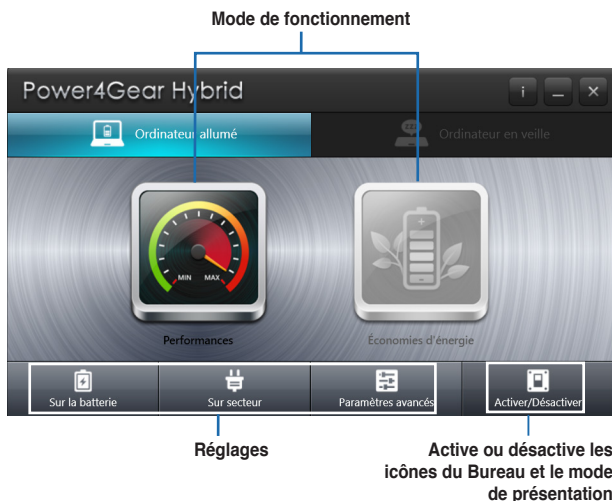 Mode de fonctionnement
Power4Gear Hybrid
i
Ordinateur allumé
Ordinateur en veille
MIN MAX
Performances
Économies d'énergie
Sur la batterie
Sur secteur
Paramètres avancés
Activer/Désactiver
Réglages
Active ou désactive les
icônes du Bureau et le mode
de présentation